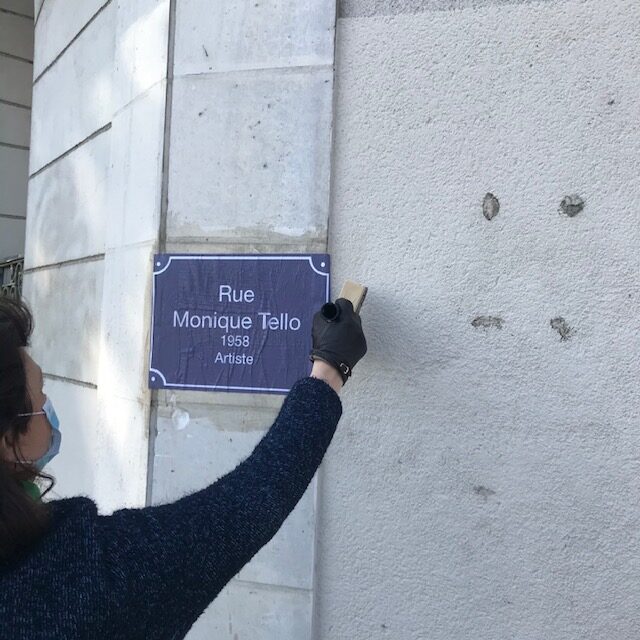 Rue
Monique Tello
1958
Artiste